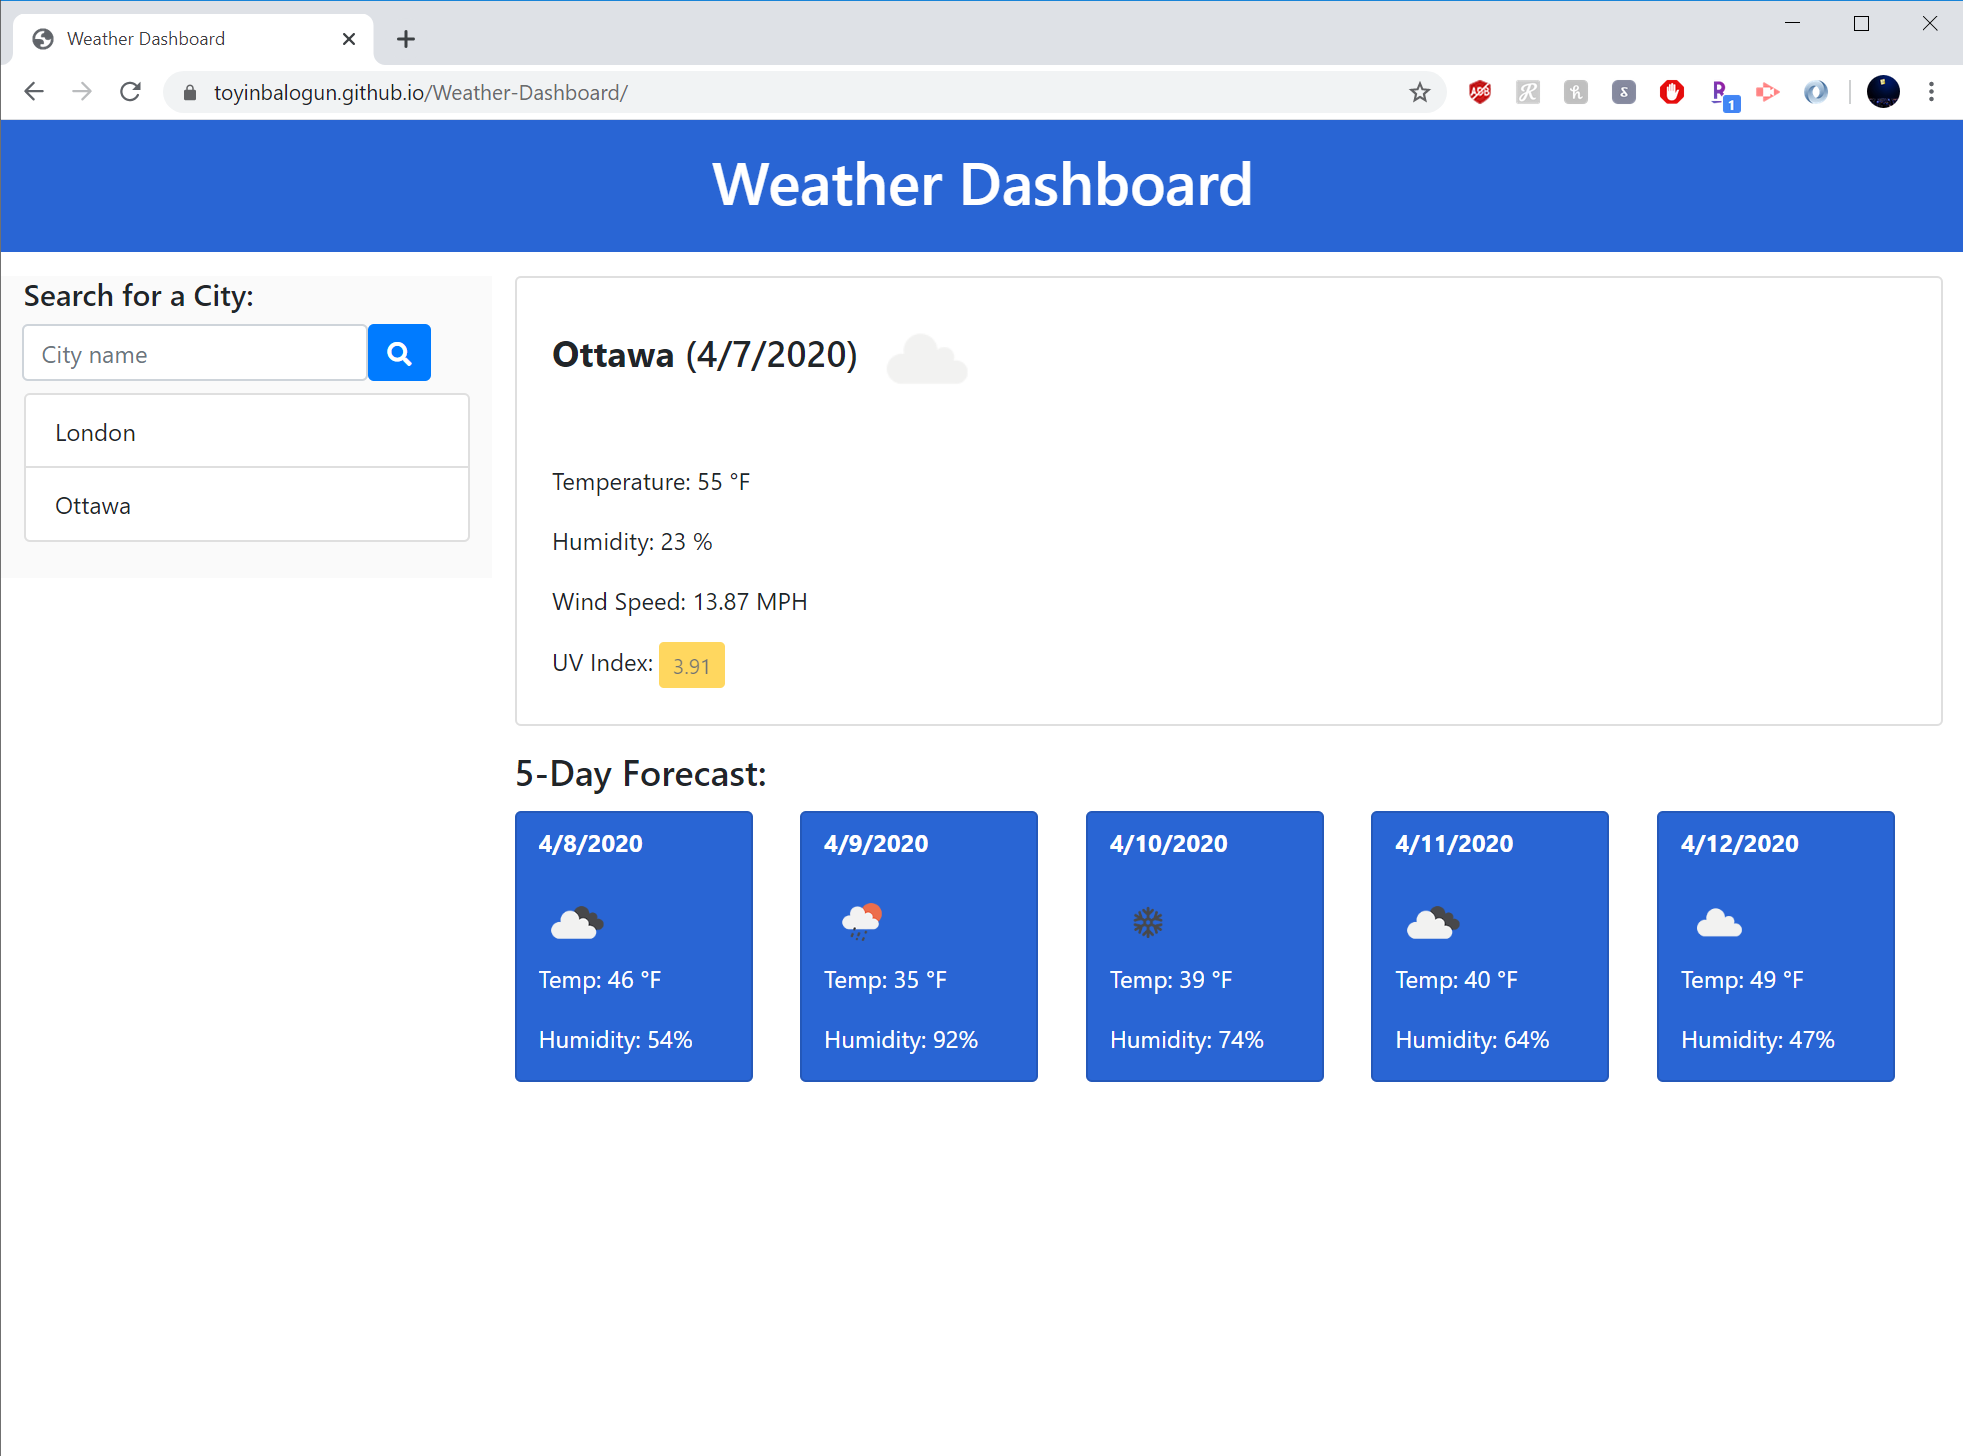 Weather Dashboard
toyinbalogun.github.io/Weather-Dashboard/
ABP
1
Weather Dashboard
Search for a City:
City name
London
Ottawa
Ottawa (4/7/2020)
Temperature: 55 °F
Humidity: 23 %
Wind Speed: 13.87 MPH
UV Index: 3.91
5-Day Forecast:
4/8/2020
Temp: 46 °F
Humidity: 54%
4/9/2020
Temp: 35 °F
Humidity: 92%
4/10/2020
Temp: 39 °F
Humidity: 74%
4/11/2020
Temp: 40 °F
Humidity: 64%
4/12/2020
Temp: 49 °F
Humidity: 47%